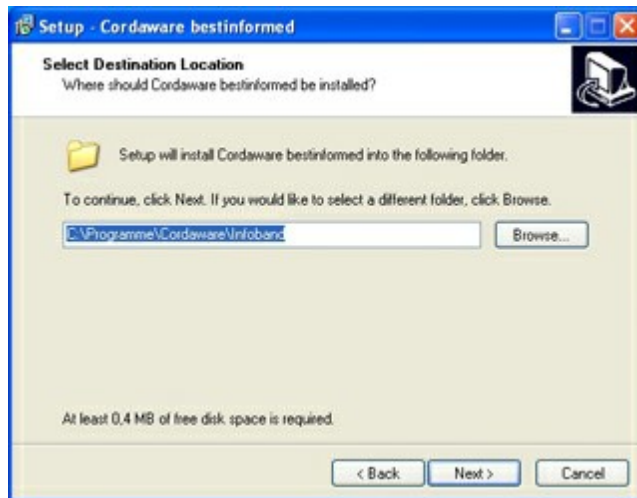 Setup - Cordaware bestinformed
Select Destination Location
Where should Cordaware bestinformed be installed?
Setup will install Cordaware bestinformed into the following folder.
To continue, click Next. If you would like to select a different folder, click Browse.
C:\Programme\Cordaware\Infoband
Browse...
At least 0,4 MB of free disk space is required.
< Back
Next >
Cancel